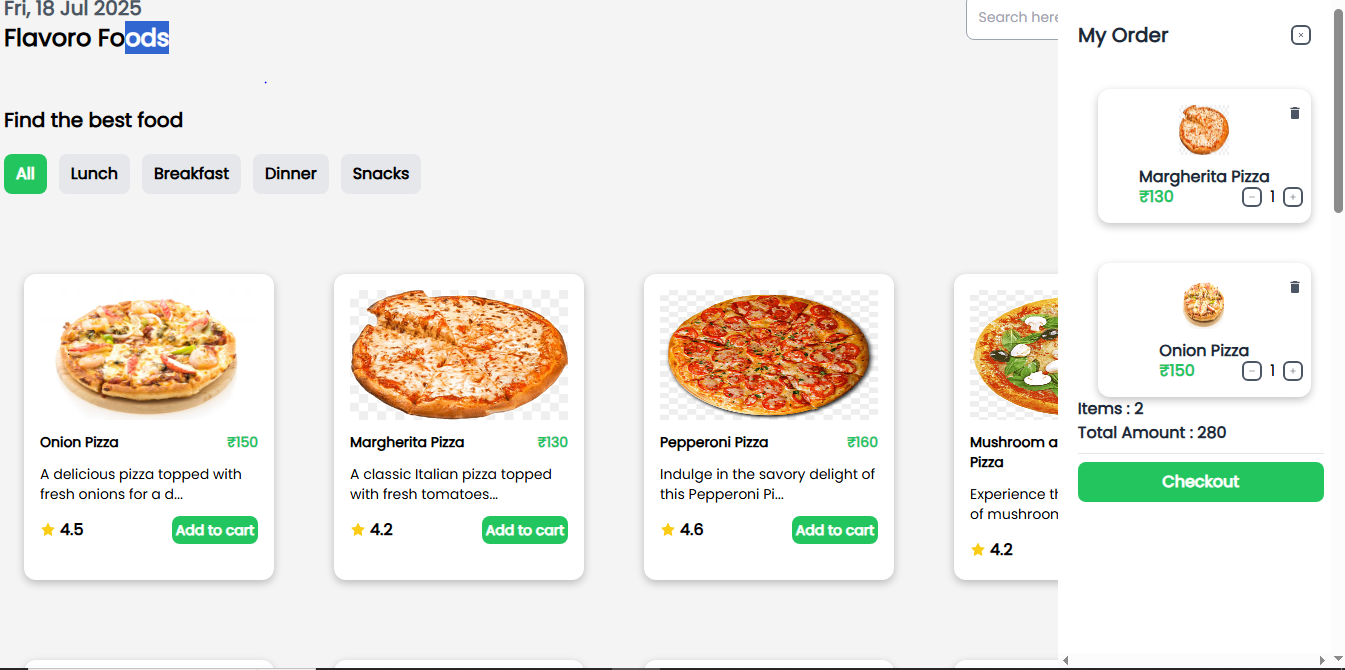 Fri, 18 Jul 2025
Flavoro Foods
Search here
Find the best food
All Lunch Breakfast Dinner Snacks
Onion Pizza ₹150
A delicious pizza topped with
fresh onions for a d...
4.5 Add to cart
Margherita Pizza ₹130
A classic Italian pizza topped
with fresh tomatoes...
4.2 Add to cart
Pepperoni Pizza ₹160
Indulge in the savory delight of
this Pepperoni Pi...
4.6 Add to cart
Mushroom a
Pizza
Experience th
of mushroom
4.2
My Order
Margherita Pizza
₹130 − 1 +
Onion Pizza
₹150 − 1 +
Items : 2
Total Amount : 280
Checkout